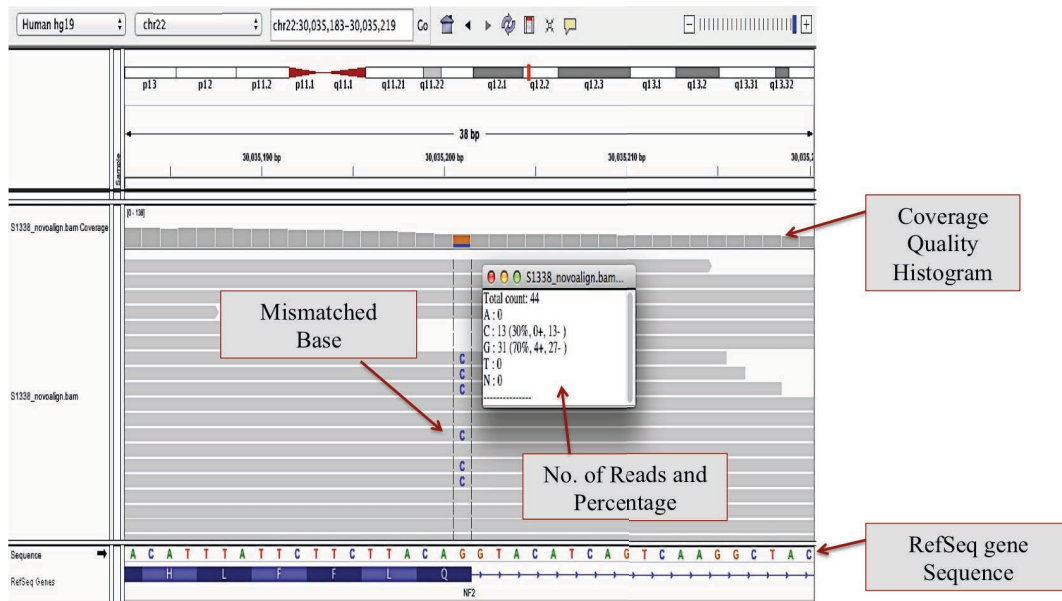 Human hg19
chr22
chr22:30,035,183-30,035,219
Go
p13 p12 p11.2 p11.1 q11.1 q11.21 q11.22 q12.1 q12.2 q12.3 q13.1 q13.2 q13.31 q13.32
38 bp
30,035,190 bp 30,035,200 bp 30,035,210 bp
Sample
[0 - 138]
S1338_novoalign.bam Coverage
Coverage
Quality
Histogram
S1338_novoalign.bam...
Total count: 44
A : 0
C : 13 (30%, 0+, 13- )
G : 31 (70%, 4+, 27- )
T : 0
N : 0
---------------
Mismatched
Base
C
C
C
S1338_novoalign.bam
C
C
C
No. of Reads and
Percentage
Sequence
A C A T T T A T T C T T C T T A C A G G T A C A T C A G T C A A G G C T A C
RefSeq gene
Sequence
RefSeq Genes
H L F F L Q
NF2